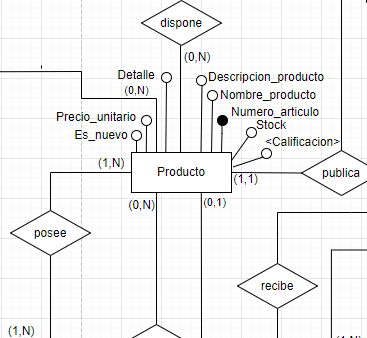 dispone
(0,N)
Detalle
Descripcion_producto
(0,N)
Nombre_producto
Precio_unitario
Numero_articulo
Es_nuevo
Stock
<Calificacion>
(1,N)
Producto
publica
(1,1)
(0,N)
(0,1)
posee
recibe
(1,N)